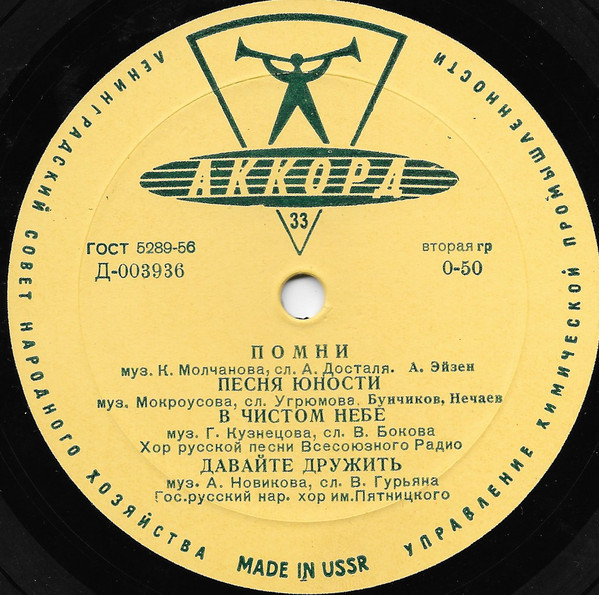 ЛЕНИНГРАДСКИЙ СОВЕТ НАРОДНОГО ХОЗЯЙСТВА
УПРАВЛЕНИЕ ХИМИЧЕСКОЙ ПРОМЫШЛЕННОСТИ
АККОРД
33
ГОСТ 5289-56 вторая гр
Д-003936 0-50
ПОМНИ
муз. К. Молчанова, сл. А. Досталя. А. Эйзен
ПЕСНЯ ЮНОСТИ
муз. Мокроусова, сл. Угрюмова. Бунчиков, Нечаев
В ЧИСТОМ НЕБЕ
муз. Г. Кузнецова, сл. В. Бокова
Хор русской песни Всесоюзного Радио
ДАВАЙТЕ ДРУЖИТЬ
муз. А. Новикова, сл. В. Гурьяна
Гос.русский нар. хор им.Пятницкого
MADE IN USSR